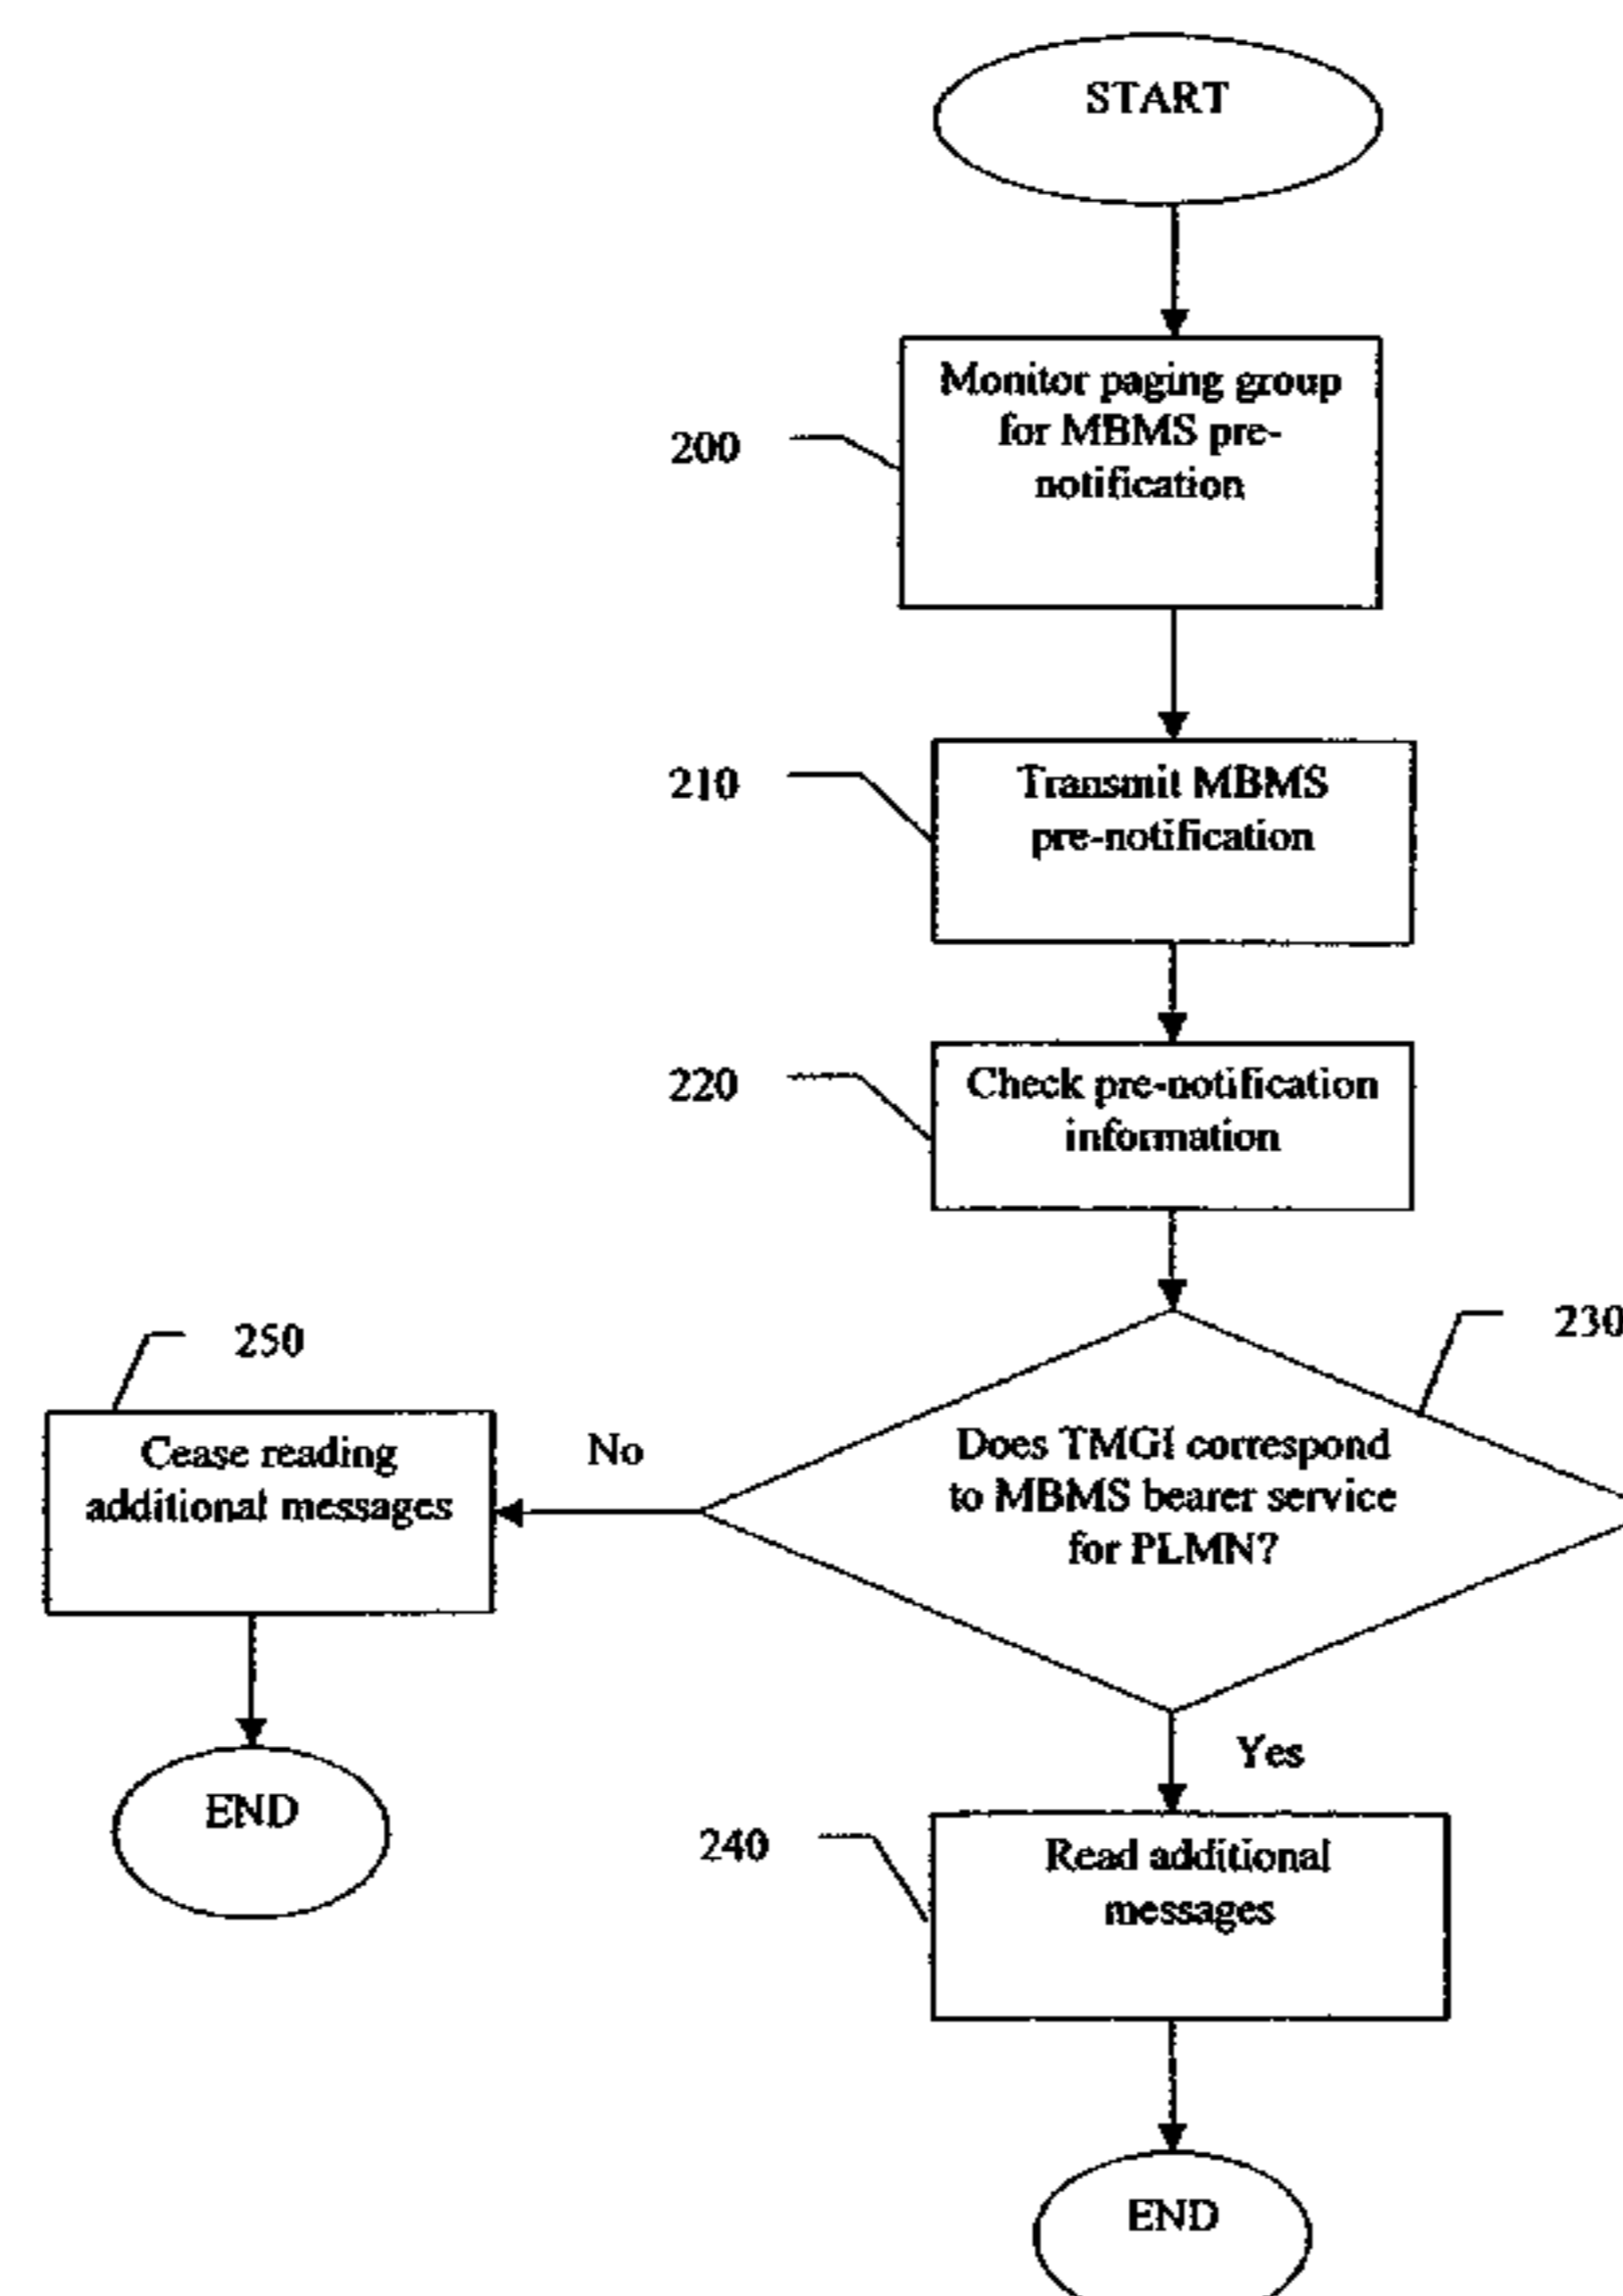 START
Monitor paging group
for MBMS pre-
notification
200
210
Transmit MBMS
pre-notification
220
Check pre-notification
information
230
250
Does TMGI correspond
to MBMS bearer service
for PLMN?
No
Cease reading
additional messages
Yes
END
240
Read additional
messages
END